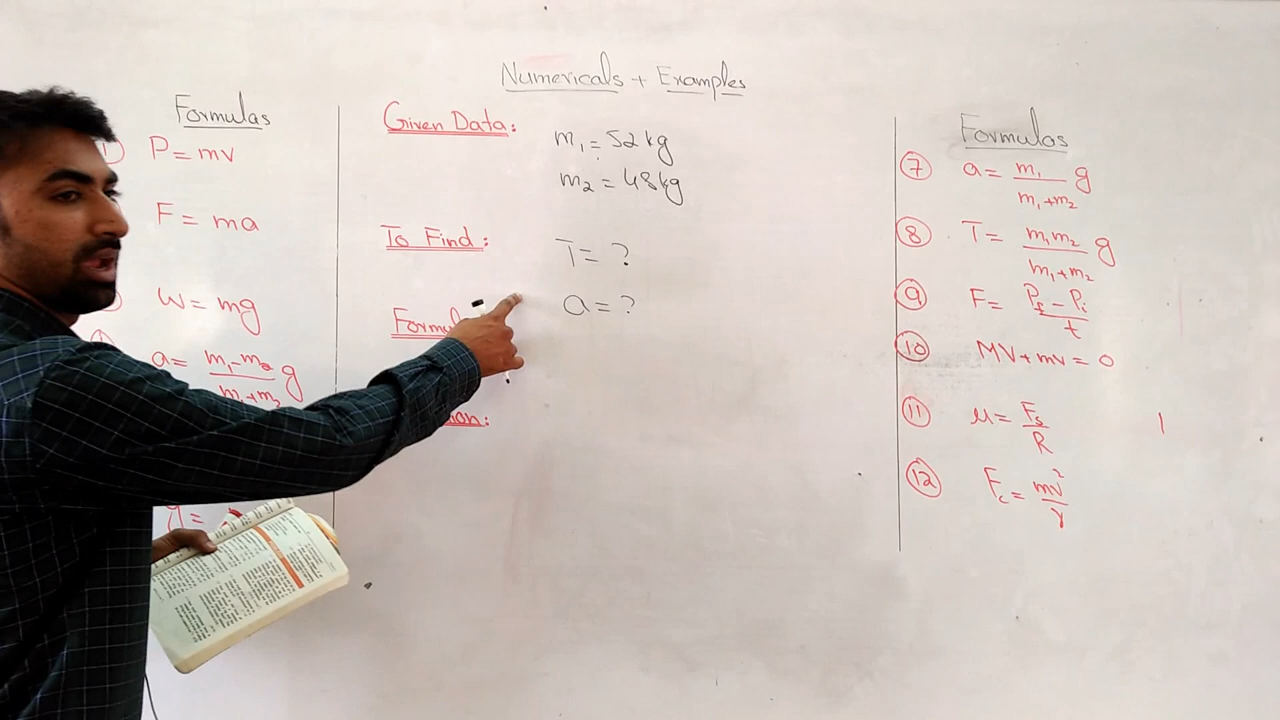 Numericals + Examples
Formulas
P = mv
F = ma
W = mg
a = m₁-m₂/m₁+m₂ g
g =
Given Data:
m₁ = 52 kg
m₂ = 48 kg
To Find:
T = ?
a = ?
Formulas
⑦ a = m₁/m₁+m₂ g
⑧ T = m₁m₂/m₁+m₂ g
⑨ F = Pf - Pi/t
⑩ MV + mv = 0
⑪ μ = Fs/R
⑫ Fc = mv²/r